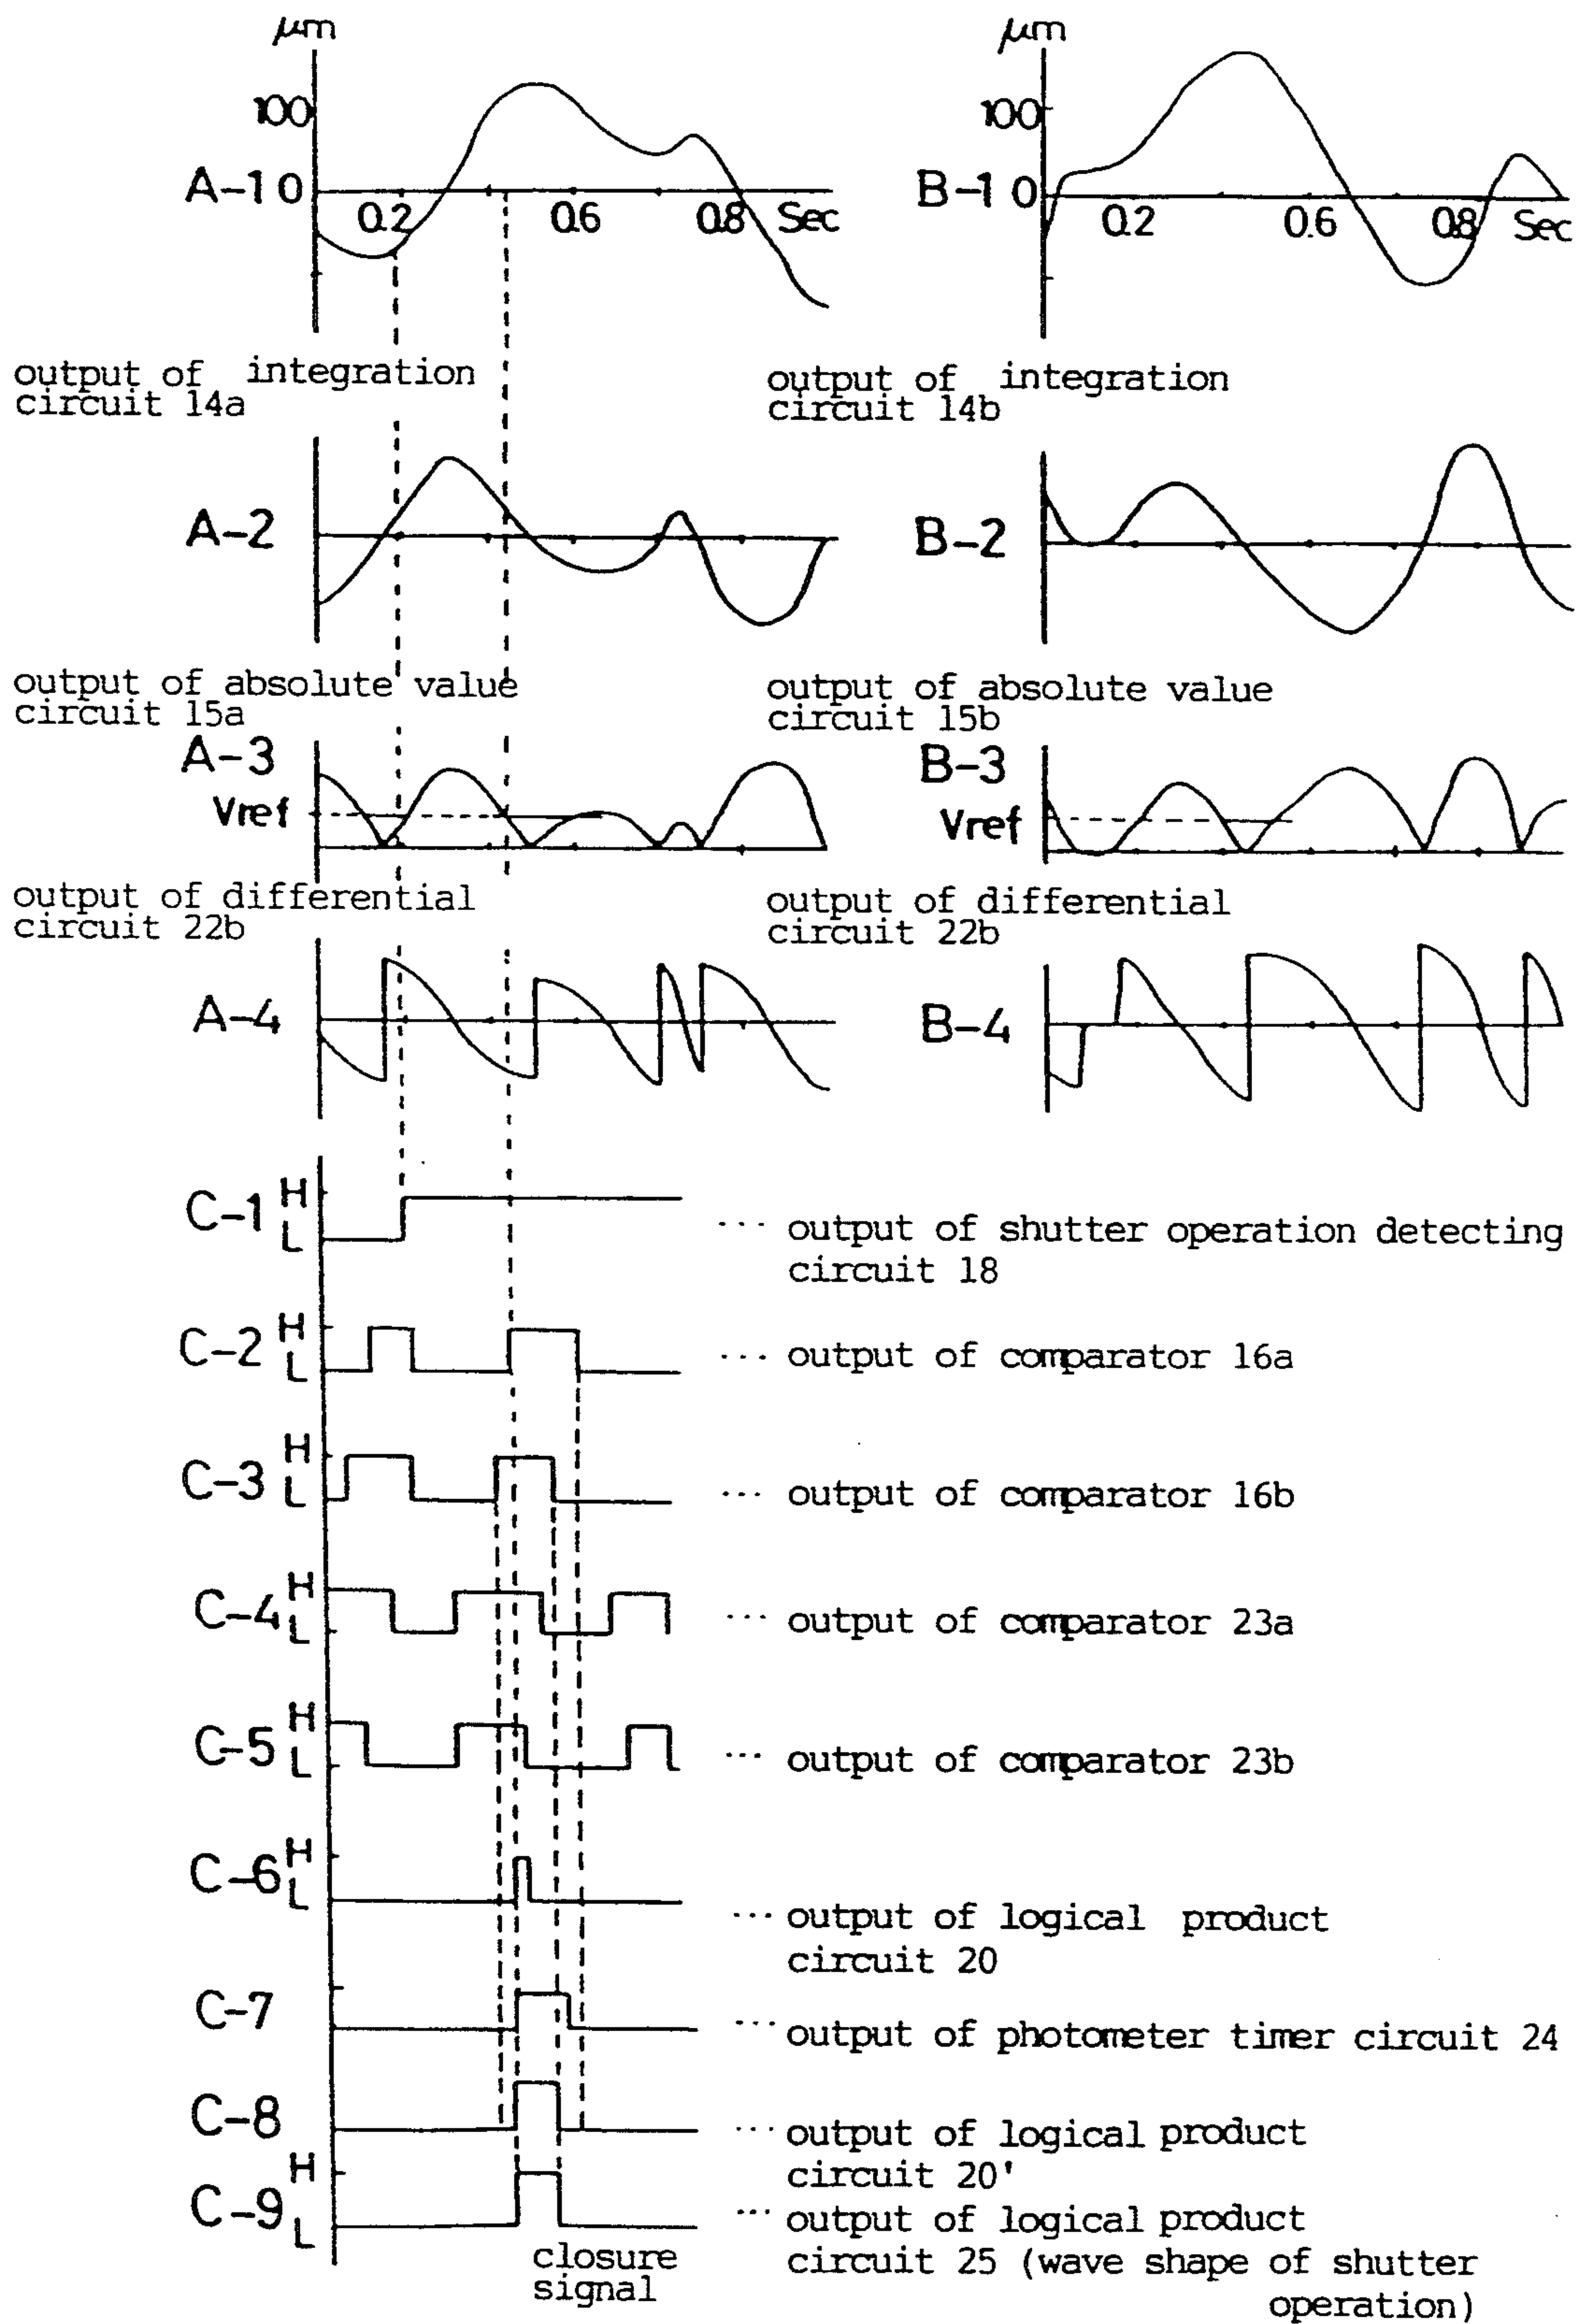 μm μm
100 100
A-1 0 B-1 0
0.2 0.6 0.8 Sec 0.2 0.6 0.8 Sec
output of integration output of integration
circuit 14a circuit 14b
A-2 B-2
output of absolute value output of absolute value
circuit 15a circuit 15b
A-3 B-3
Vref Vref
output of differential output of differential
circuit 22b circuit 22b
A-4 B-4
C-1 H
L
... output of shutter operation detecting
circuit 18
C-2 H
L ... output of comparator 16a
C-3 H
L ... output of comparator 16b
C-4 H
L ... output of comparator 23a
C-5 H
L ... output of comparator 23b
C-6 H
L
... output of logical product
circuit 20
C-7
... output of photometer timer circuit 24
C-8
... output of logical product
circuit 20'
H
C-9 L
... output of logical product
circuit 25 (wave shape of shutter
operation)
closure
signal